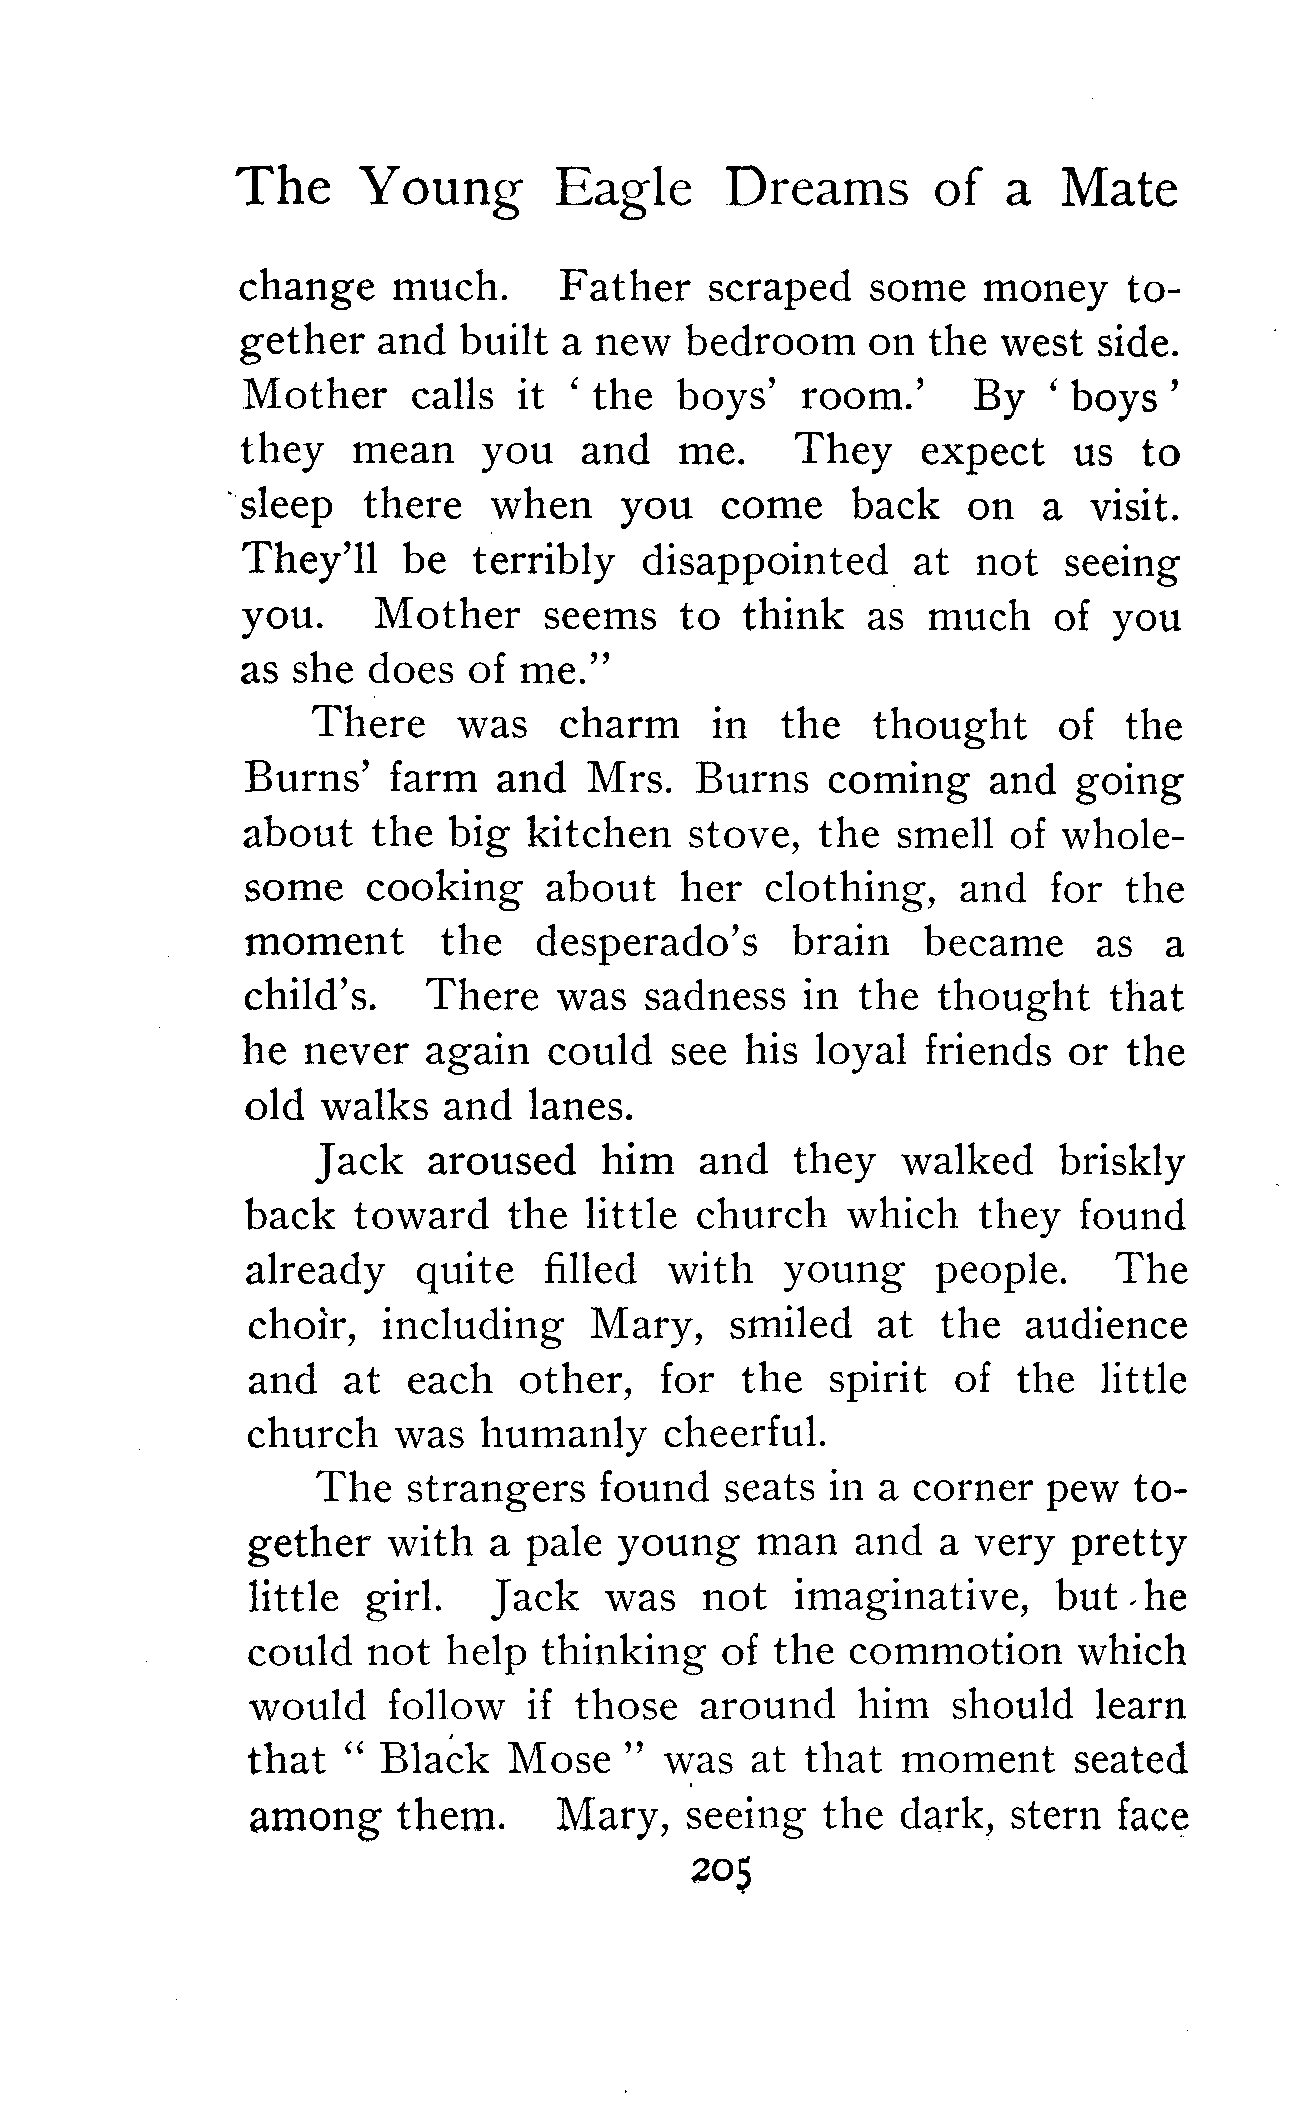 The Young Eagle Dreams of a Mate
change much. Father scraped some money to-
gether and built a new bedroom on the west side.
Mother calls it ‘ the boys’ room.’ By ‘ boys ’
they mean you and me. They expect us to
sleep there when you come back on a visit.
They’ll be terribly disappointed at not seeing
you. Mother seems to think as much of you
as she does of me.”
There was charm in the thought of the
Burns’ farm and Mrs. Burns coming and going
about the big kitchen stove, the smell of whole-
some cooking about her clothing, and for the
moment the desperado’s brain became as a
child’s. There was sadness in the thought that
he never again could see his loyal friends or the
old walks and lanes.
Jack aroused him and they walked briskly
back toward the little church which they found
already quite filled with young people. The
choir, including Mary, smiled at the audience
and at each other, for the spirit of the little
church was humanly cheerful.
The strangers found seats in a corner pew to-
gether with a pale young man and a very pretty
little girl. Jack was not imaginative, but he
could not help thinking of the commotion which
would follow if those around him should learn
that “ Black Mose ” was at that moment seated
among them. Mary, seeing the dark, stern face
205